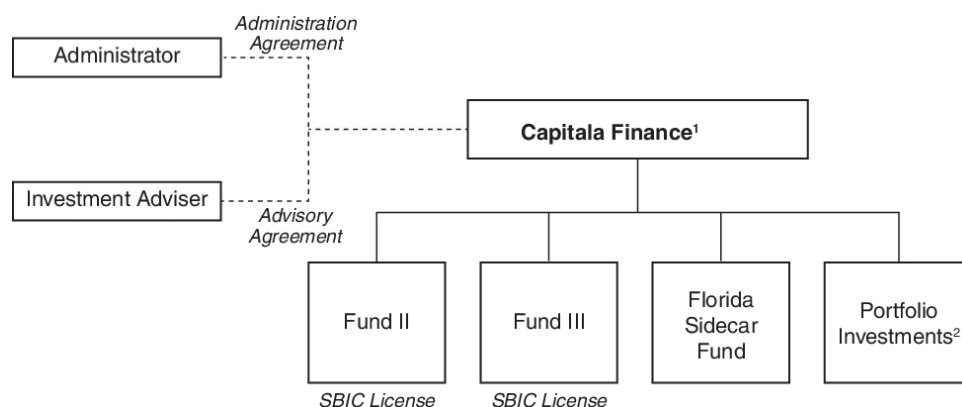 Administration
Agreement
Administrator
Capitala Finance¹
Investment Adviser
Advisory
Agreement
Fund II
Fund III
Florida
Sidecar
Fund
Portfolio
Investments²
SBIC License
SBIC License